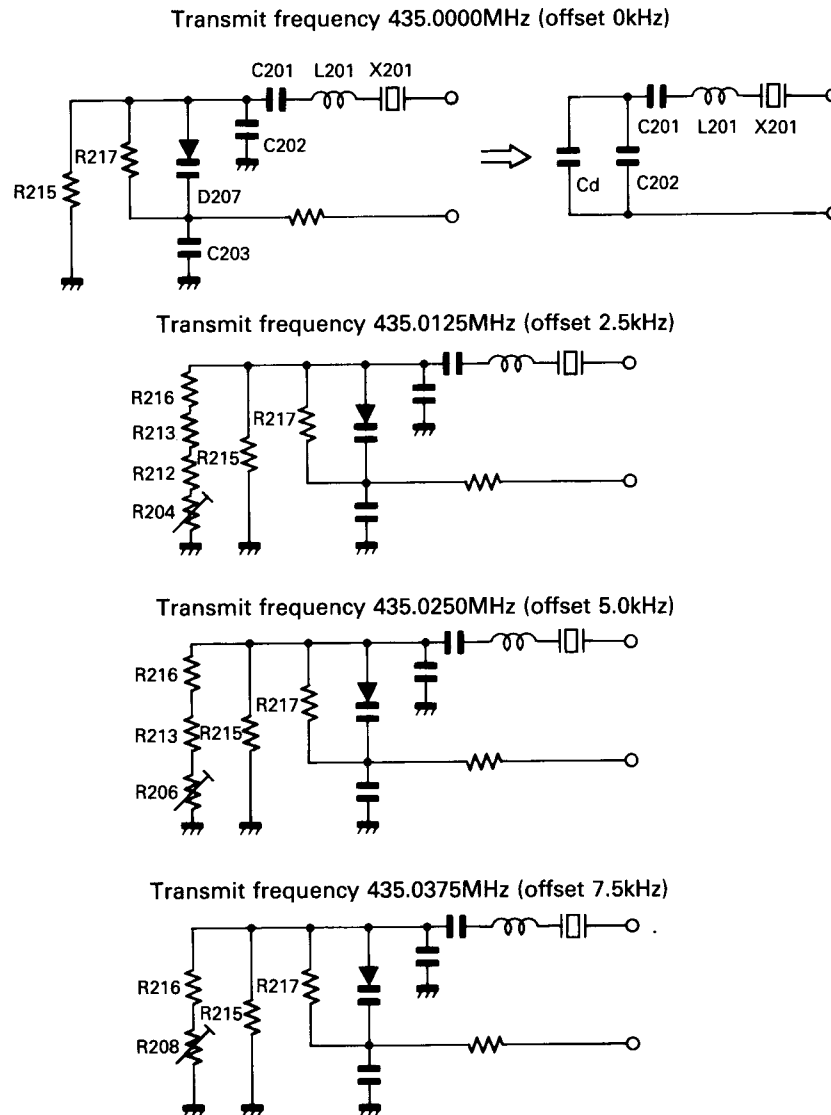 Transmit frequency 435.0000MHz (offset 0kHz)
C201 L201 X201
R217
C202
R215
D207
C203
C201 L201 X201
Cd
C202
Transmit frequency 435.0125MHz (offset 2.5kHz)
R216
R213
R217
R212
R215
R204
Transmit frequency 435.0250MHz (offset 5.0kHz)
R216
R217
R213
R215
R206
Transmit frequency 435.0375MHz (offset 7.5kHz)
R216
R217
R215
R208